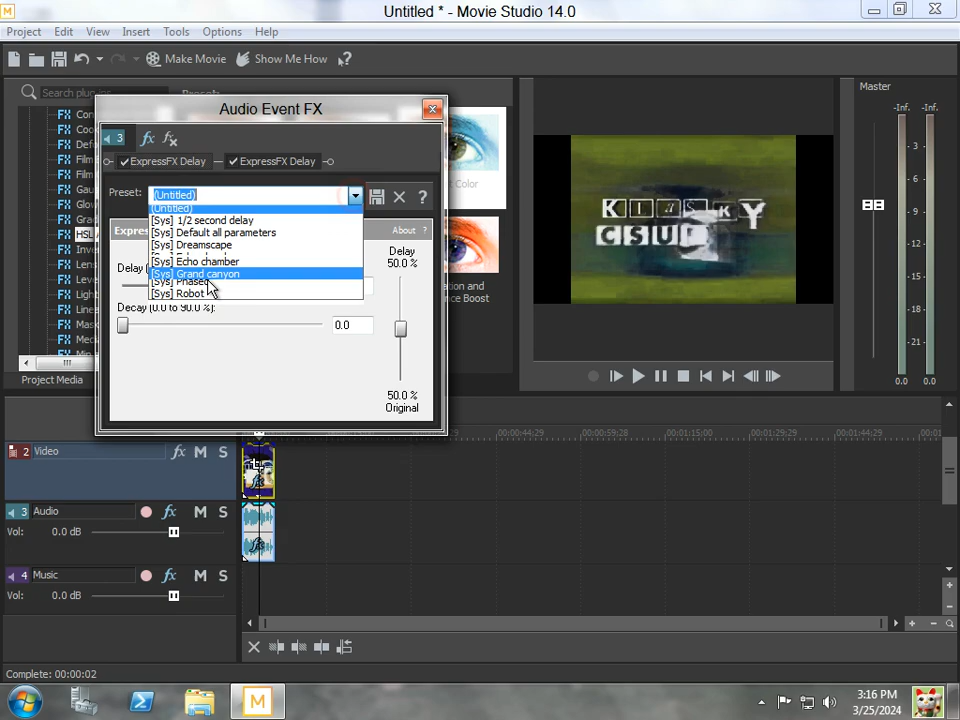 Untitled * - Movie Studio 14.0
Project Edit View Insert Tools Options Help
Make Movie Show Me How
Search plug-ins
Audio Event FX
3
ExpressFX Delay ExpressFX Delay
Preset: (Untitled)
(Untitled)
[Sys] 1/2 second delay
[Sys] Default all parameters
[Sys] Dreamscape
[Sys] Echo chamber
[Sys] Grand canyon
[Sys] Phased
[Sys] Robot
About ?
Delay
50.0 %
Decay (0.0 to 90.0 %):
0.0
50.0 %
Original
KlasKy
CSUPO
Master
-Inf. -Inf.
3
6
9
12
15
18
21
0.0 0.0
Project Media
00:00:44:29 00:00:59:28 00:01:15:00 00:01:29:29 00:01:44:29
2 Video M S
3 Audio M S
Vol: 0.0 dB
4 Music M S
Vol: 0.0 dB
Complete: 00:00:02
3:16 PM
3/25/2024